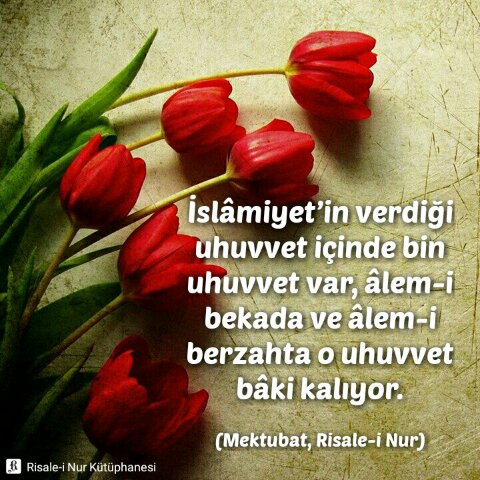 İslâmiyet'in verdiği
uhuvvet içinde bin
uhuvvet var, âlem-i
bekada ve âlem-i
berzahta o uhuvvet
bâki kalıyor.
(Mektubat, Risale-i Nur)
Risale-i Nur Kütüphanesi